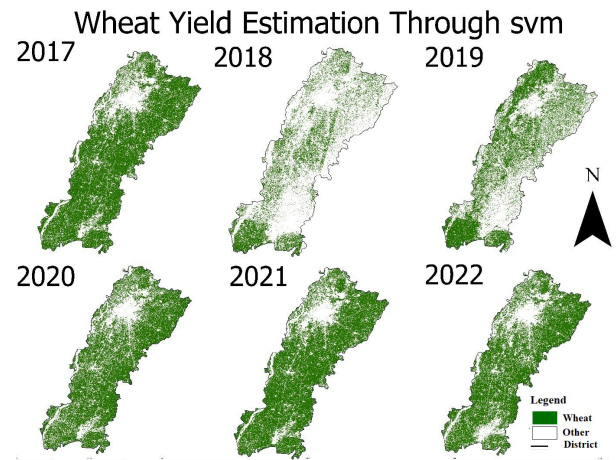 Wheat Yield Estimation Through svm
2017
2018
2019
N
2020
2021
2022
Legend
Wheat
Other
District